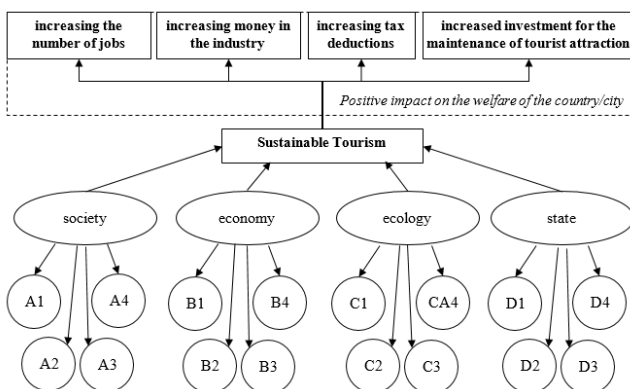 increasing the
number of jobs
increasing money in
the industry
increasing tax
deductions
increased investment for the
maintenance of tourist attraction
Positive impact on the welfare of the country/city
Sustainable Tourism
society
economy
ecology
state
A1
A4
B1
B4
C1
CA4
D1
D4
A2
A3
B2
B3
C2
C3
D2
D3